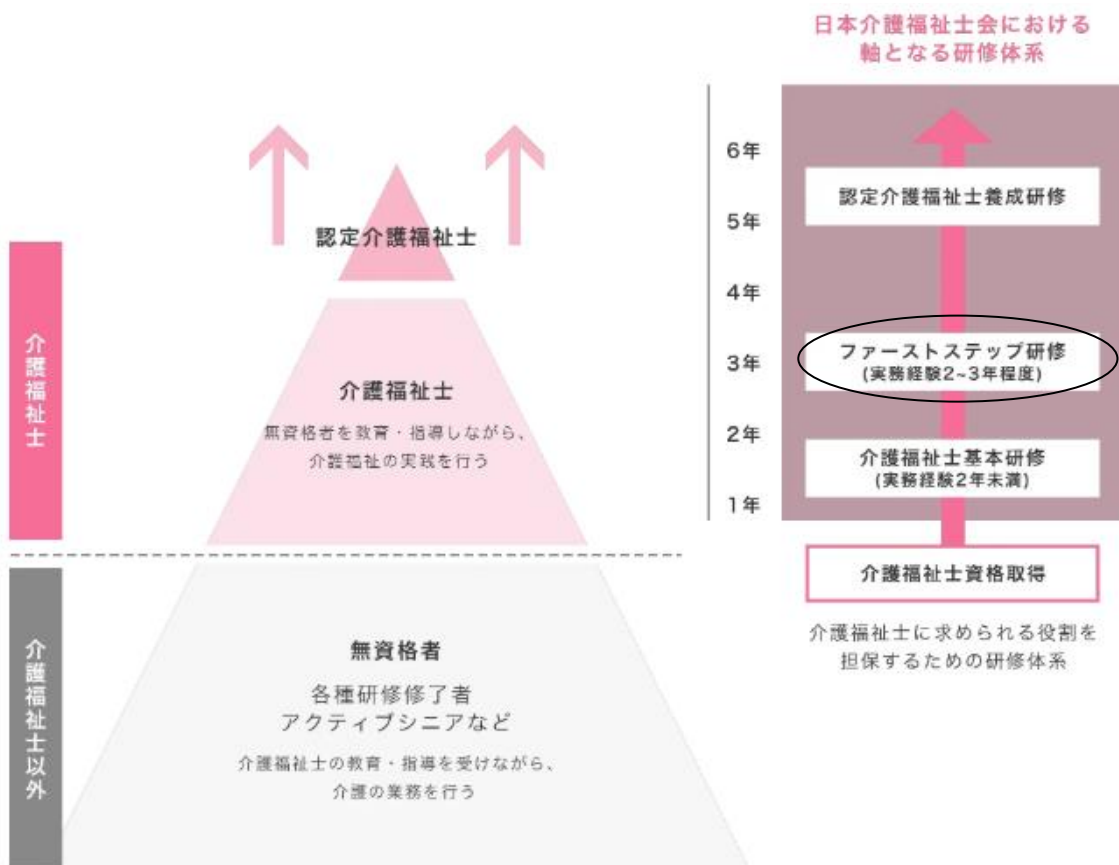 日本介護福祉士会における
軸となる研修体系
6年
認定介護福祉士養成研修
5年
4年
ファーストステップ研修
(実務経験2~3年程度)
3年
2年
介護福祉士基本研修
(実務経験2年未満)
1年
介護福祉士資格取得
介護福祉士に求められる役割を
担保するための研修体系
認定介護福祉士
介護福祉士
介護福祉士
無資格者を教育・指導しながら、
介護福祉の実践を行う
介護福祉士以外
無資格者
各種研修修了者
アクティブシニアなど
介護福祉士の教育・指導を受けながら、
介護の業務を行う